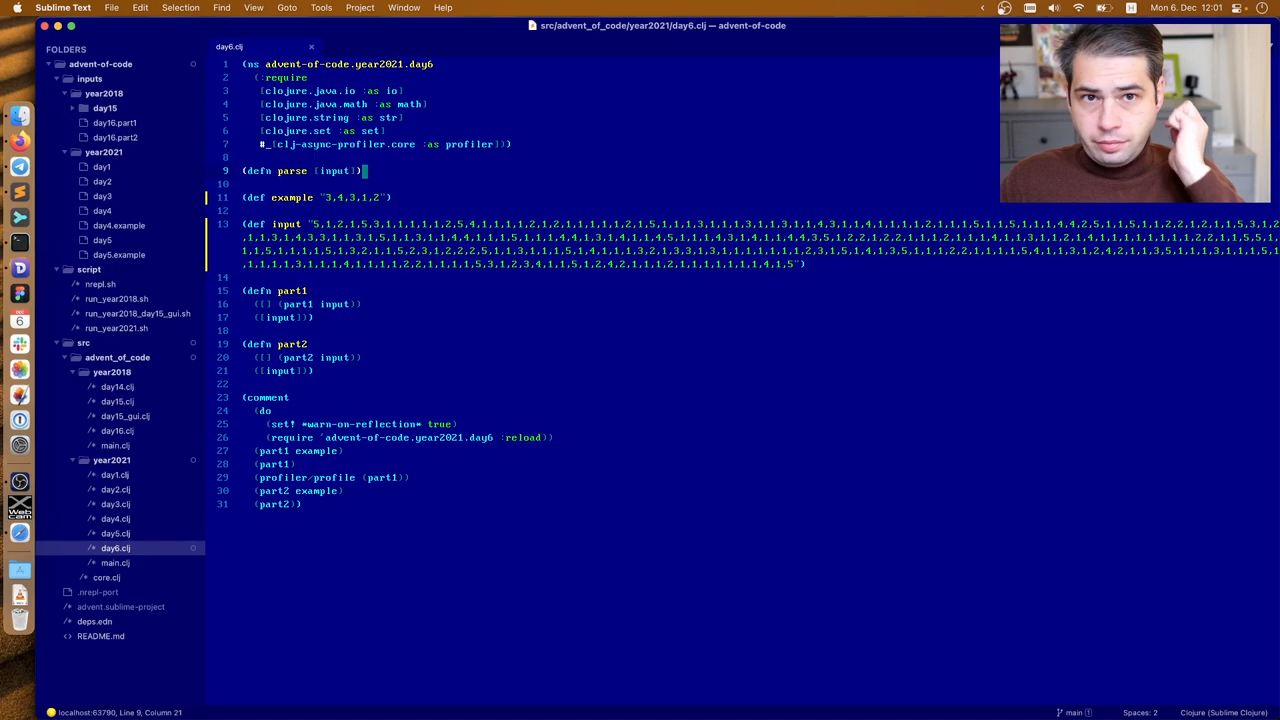 Sublime Text File Edit Selection Find View Goto Tools Project Window Help
Mo 6. Dec 12:01
src/advent_of_code/year2021/day6.clj — advent-of-code
FOLDERS
advent-of-code
inputs
year2018
day15
day16.part1
day16.part2
year2021
day1
day2
day3
day4
day4.example
day5
day5.example
script
nrepl.sh
run_year2018.sh
run_year2018_day15_gui.sh
run_year2021.sh
src
advent_of_code
year2018
day14.clj
day15.clj
day15_gui.clj
day16.clj
main.clj
year2021
day1.clj
day2.clj
day3.clj
day4.clj
day5.clj
day6.clj
main.clj
core.clj
.nrepl-port
advent.sublime-project
deps.edn
README.md
day6.clj
1 (ns advent-of-code.year2021.day6
2 (:require
3 [clojure.java.io :as io]
4 [clojure.java.math :as math]
5 [clojure.string :as str]
6 [clojure.set :as set]
7 #_[clj-async-profiler.core :as profiler]))
8
9 (defn parse [input])
10
11 (def example "3,4,3,1,2")
12
13 (def input
14
15 (defn part1
16 ([] (part1 input))
17 ([input]))
18
19 (defn part2
20 ([] (part2 input))
21 ([input]))
22
23 (comment
24 (do
25 (set! *warn-on-reflection* true)
26 (require 'advent-of-code.year2021.day6 :reload))
27 (part1 example)
28 (part1)
29 (profiler/profile (part1))
30 (part2 example)
31 (part2))
localhost:63790, Line 9, Column 21
main 1
Spaces: 2
Clojure (Sublime Clojure)